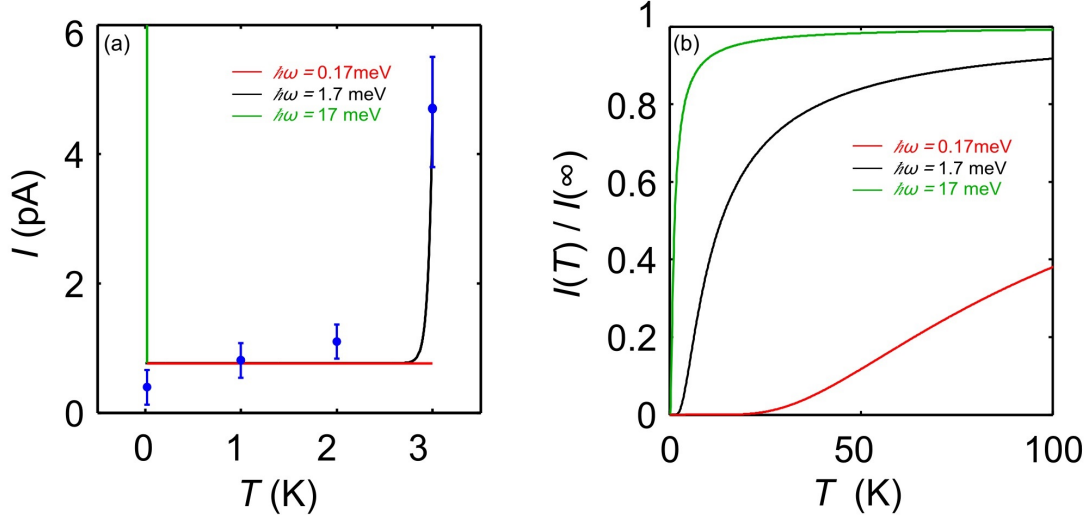 (a)
6
4
2
0
I (pA)
ℏω = 0.17meV
ℏω = 1.7 meV
ℏω = 17 meV
0 1 2 3
T (K)
(b)
1
0.8
0.6
0.4
0.2
0
I(T) / I(∞)
ℏω = 0.17meV
ℏω = 1.7 meV
ℏω = 17 meV
0 50 100
T (K)